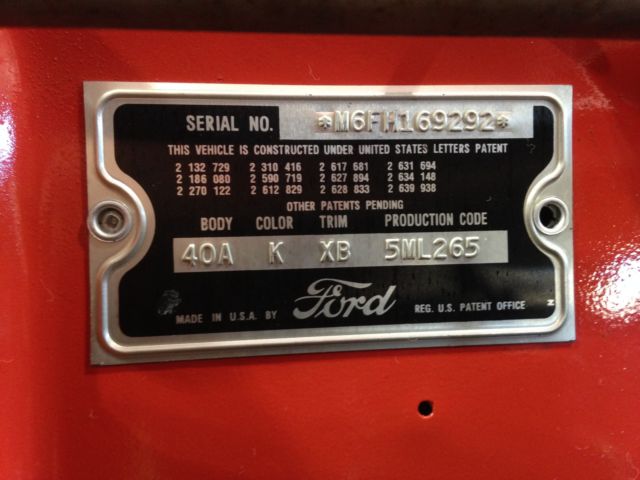 SERIAL NO. *M6FH169292*
THIS VEHICLE IS CONSTRUCTED UNDER UNITED STATES LETTERS PATENT
2 132 729 2 310 416 2 617 681 2 631 694
2 186 080 2 590 719 2 627 894 2 634 148
2 270 122 2 612 829 2 628 833 2 639 938
OTHER PATENTS PENDING
BODY COLOR TRIM PRODUCTION CODE
40A K XB 5ML265
MADE IN U.S.A. BY Ford REG. U.S. PATENT OFFICE N